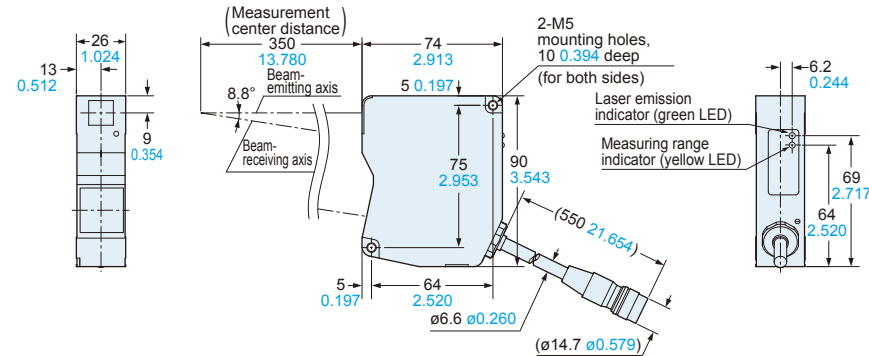 26
1.024
13
0.512
9
0.354
(Measurement
center distance)
350
13.780
8.8°
Beam-
emitting axis
Beam-
receiving axis
74
2.913
5 0.197
75
2.953
90
3.543
2-M5
mounting holes,
10 0.394 deep
(for both sides)
(550 21.654)
5
0.197
64
2.520
ø6.6 ø0.260
(ø14.7 ø0.579)
6.2
0.244
Laser emission
indicator (green LED)
Measuring range
indicator (yellow LED)
69
2.717
64
2.520